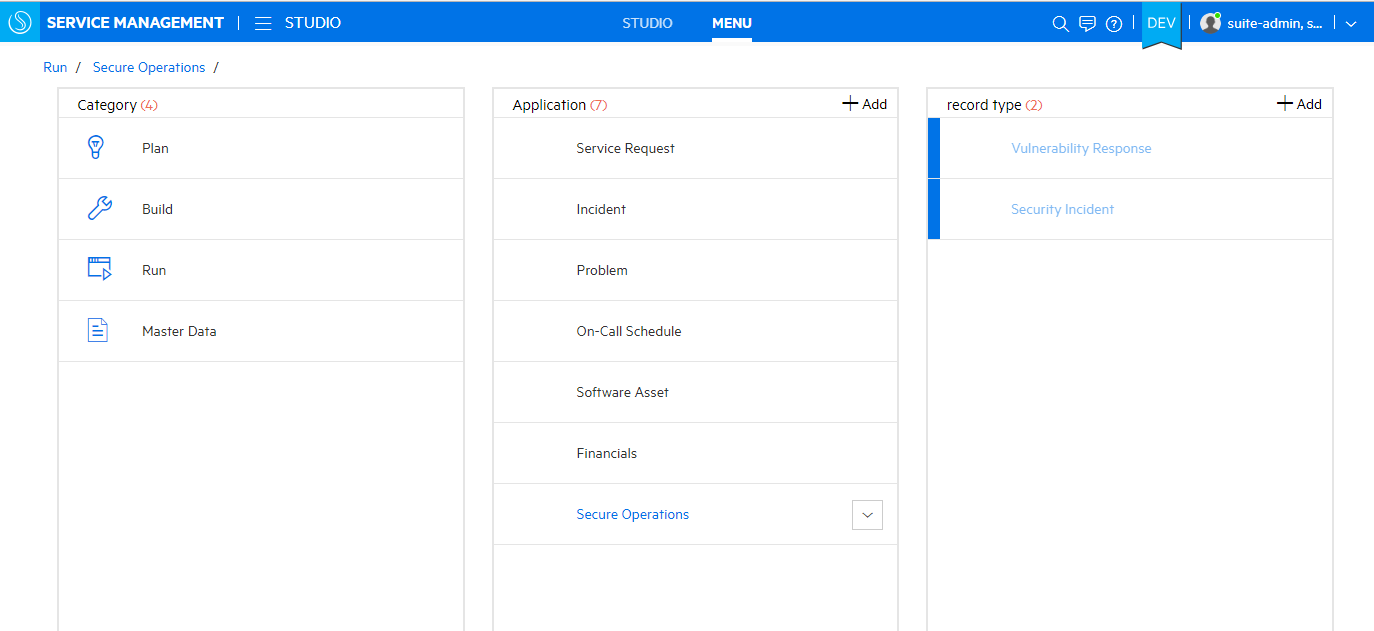 SERVICE MANAGEMENT | STUDIO STUDIO MENU DEV suite-admin, s...
Run / Secure Operations /
Category (4)
Plan
Build
Run
Master Data
Application (7) + Add
Service Request
Incident
Problem
On-Call Schedule
Software Asset
Financials
Secure Operations
record type (2) + Add
Vulnerability Response
Security Incident